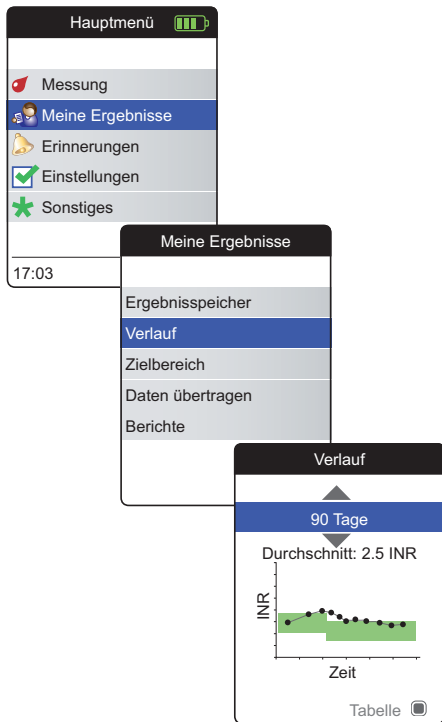 Hauptmenü
Messung
Meine Ergebnisse
Erinnerungen
Einstellungen
Sonstiges
17:03
Meine Ergebnisse
Ergebnisspeicher
Verlauf
Zielbereich
Daten übertragen
Berichte
Verlauf
90 Tage
Durchschnitt: 2.5 INR
INR
Zeit
Tabelle